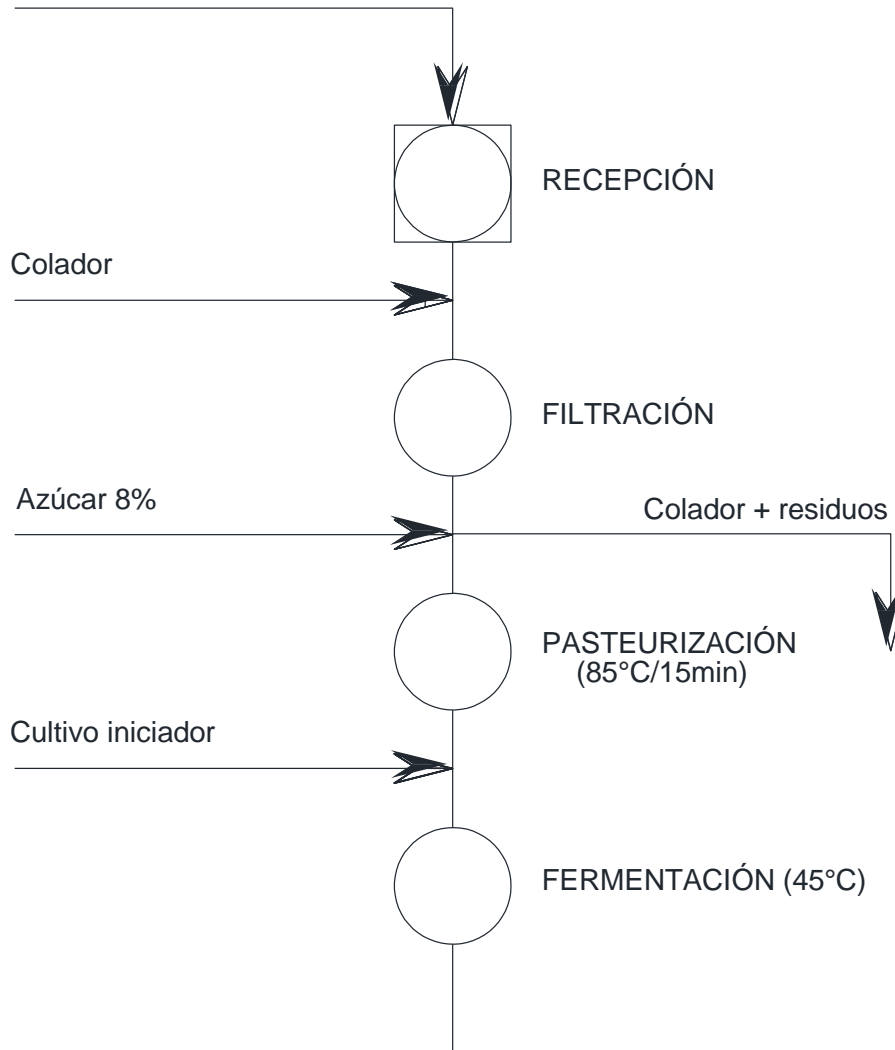 RECEPCIÓN
Colador
FILTRACIÓN
Azúcar 8%
Colador + residuos
PASTEURIZACIÓN
(85°C/15min)
Cultivo iniciador
FERMENTACIÓN (45°C)